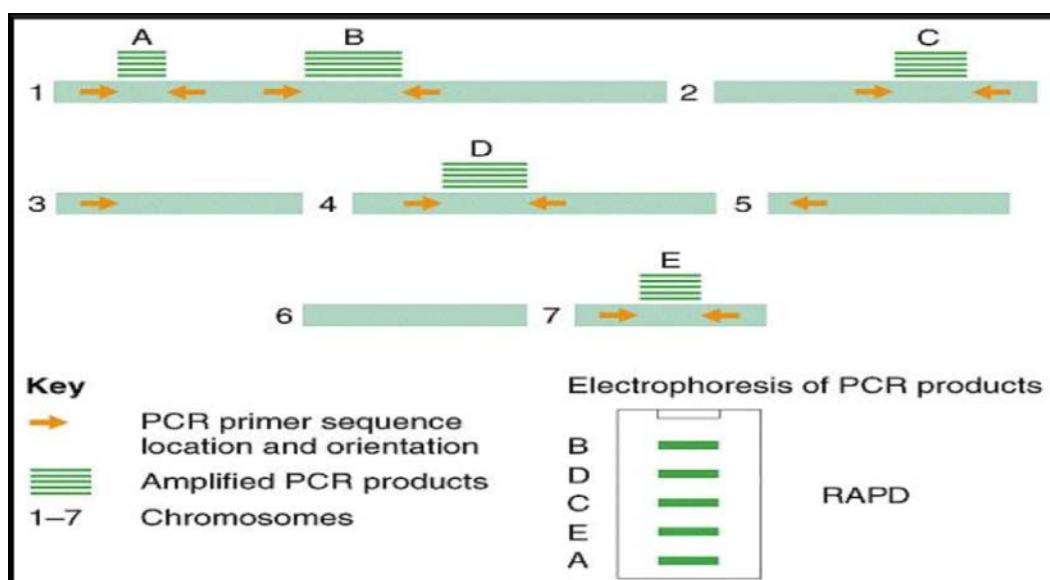 A B C
1 2
D
3 4 5
E
6 7
Key
PCR primer sequence
location and orientation
Amplified PCR products
1–7 Chromosomes
Electrophoresis of PCR products
B
D
C
E
A
RAPD